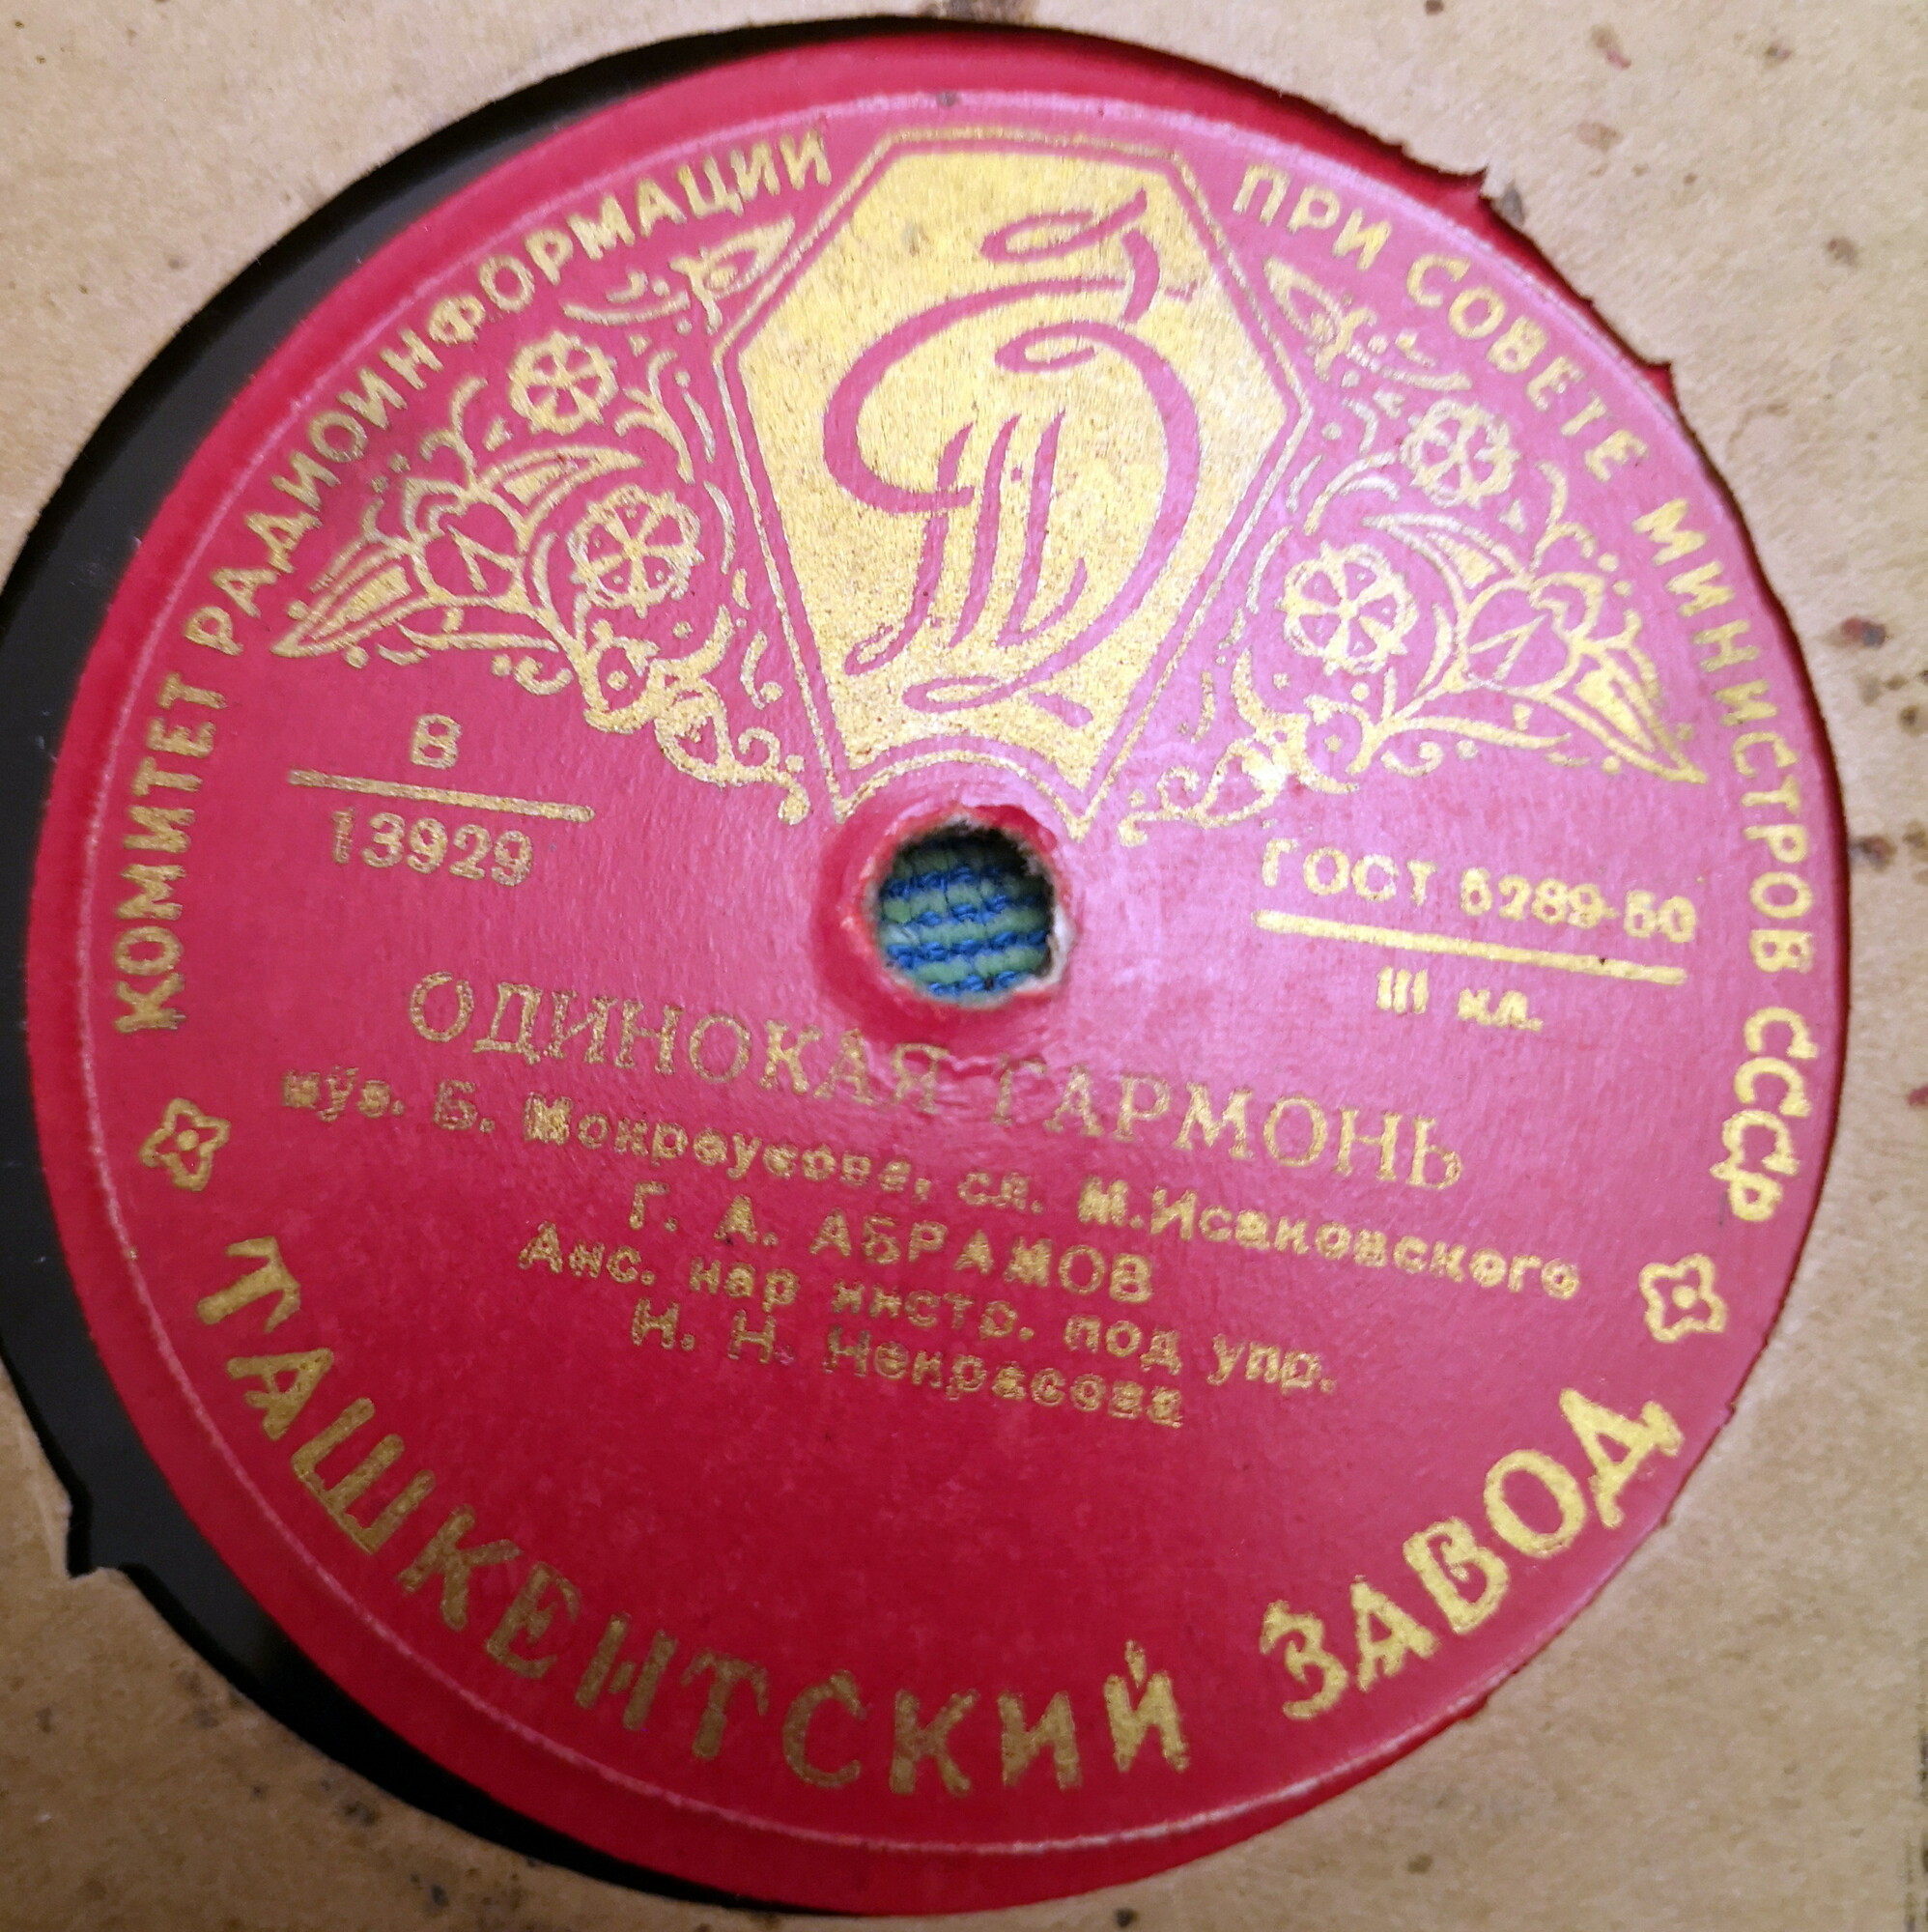 КОМИТЕТ РАДИОИНФОРМАЦИИ ПРИ СОВЕТЕ МИНИСТРОВ СССР
В
13929
ГОСТ 5289-50
III кл.
ОДИНОКАЯ ГАРМОНЬ
муз. Б. Мокроусова, сл. М.Исаковского
Г. А. АБРАМОВ
Анс. нар инстр. под упр.
Н. Н. Некрасова
ТАШКЕНТСКИЙ ЗАВОД